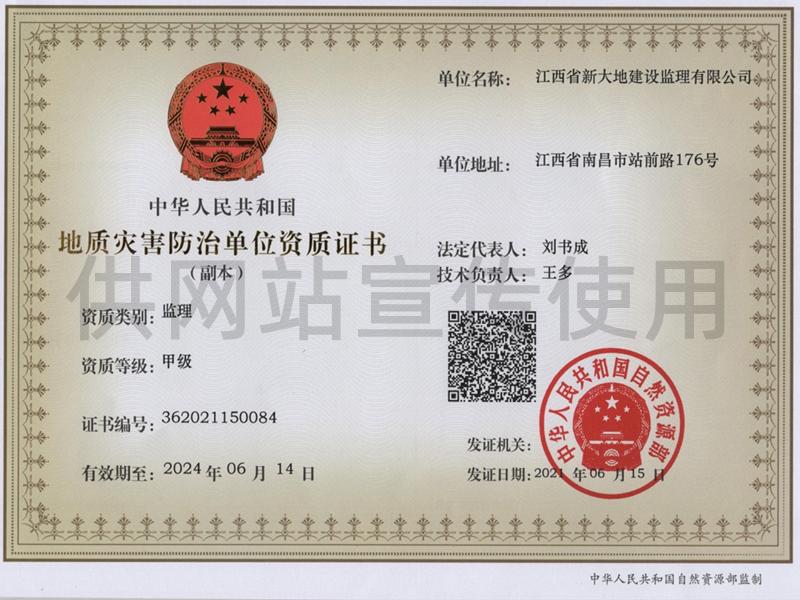 单位名称： 江西省新大地建设监理有限公司
单位地址： 江西省南昌市站前路176号
中华人民共和国
地质灾害防治单位资质证书
（副本）
法定代表人： 刘书成
技术负责人： 王多
供网站宣传使用
资质类别： 监理
资质等级： 甲级
证书编号： 362021150084
有效期至： 2024 年 06 月 14 日
中华人民共和国自然资源部
发证机关：
发证日期： 2021 年 06 月 15 日
中华人民共和国自然资源部监制